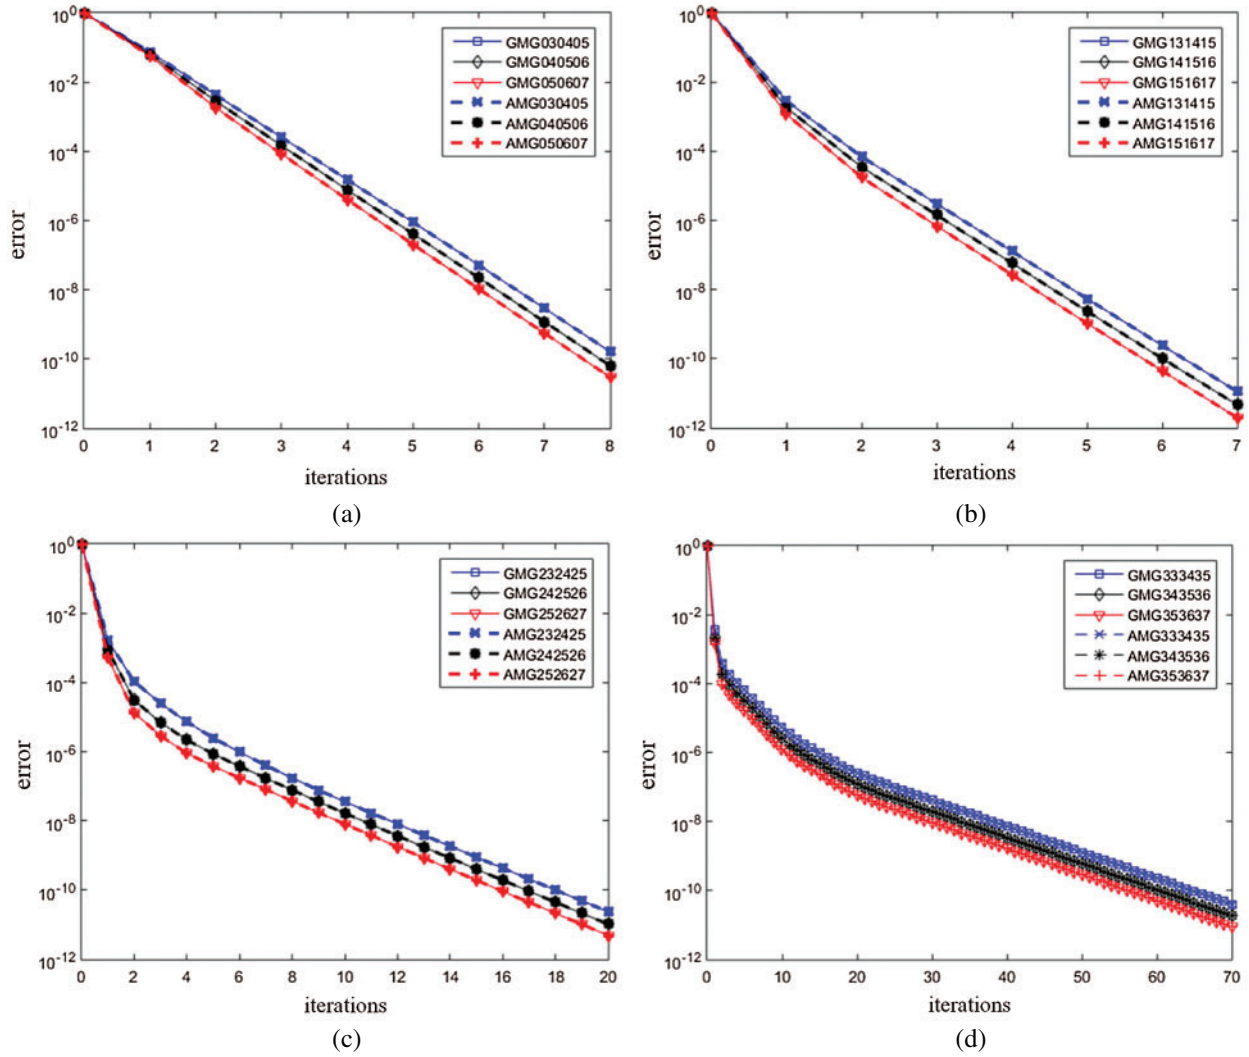 10^0
10^-2
10^-4
10^-6
10^-8
10^-10
10^-12
error
0 1 2 3 4 5 6 7 8
iterations
GMG030405
GMG040506
GMG050607
AMG030405
AMG040506
AMG050607
(a)
10^0
10^-2
10^-4
10^-6
10^-8
10^-10
10^-12
error
0 1 2 3 4 5 6 7
iterations
GMG131415
GMG141516
GMG151617
AMG131415
AMG141516
AMG151617
(b)
10^0
10^-2
10^-4
10^-6
10^-8
10^-10
10^-12
error
0 2 4 6 8 10 12 14 16 18 20
iterations
GMG232425
GMG242526
GMG252627
AMG232425
AMG242526
AMG252627
(c)
10^0
10^-2
10^-4
10^-6
10^-8
10^-10
10^-12
error
0 10 20 30 40 50 60 70
iterations
GMG333435
GMG343536
GMG353637
AMG333435
AMG343536
AMG353637
(d)